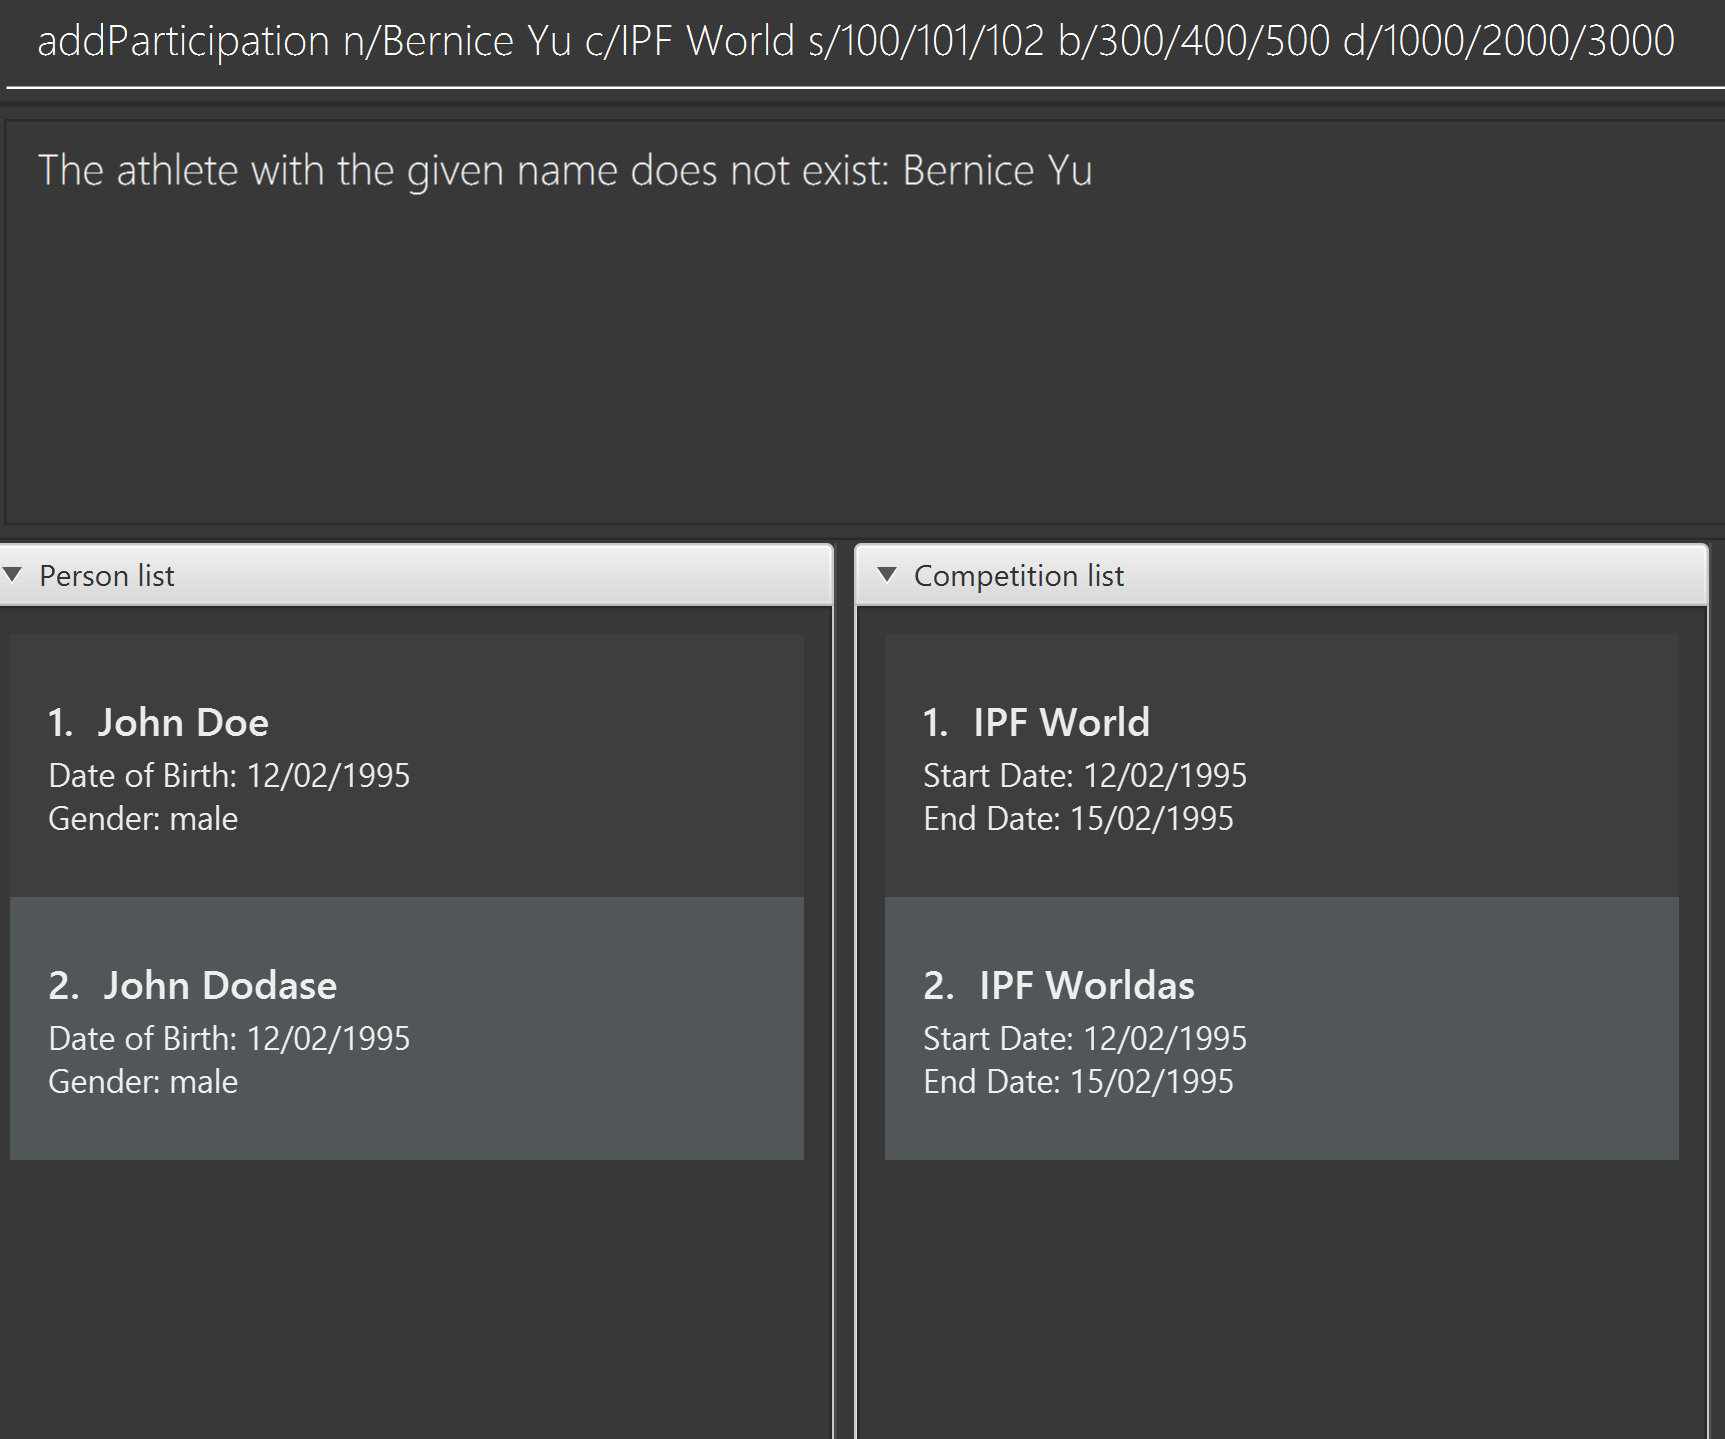 addParticipation n/Bernice Yu c/IPF World s/100/101/102 b/300/400/500 d/1000/2000/3000
The athlete with the given name does not exist: Bernice Yu
Person list
1. John Doe
Date of Birth: 12/02/1995
Gender: male
2. John Dodase
Date of Birth: 12/02/1995
Gender: male
Competition list
1. IPF World
Start Date: 12/02/1995
End Date: 15/02/1995
2. IPF Worldas
Start Date: 12/02/1995
End Date: 15/02/1995